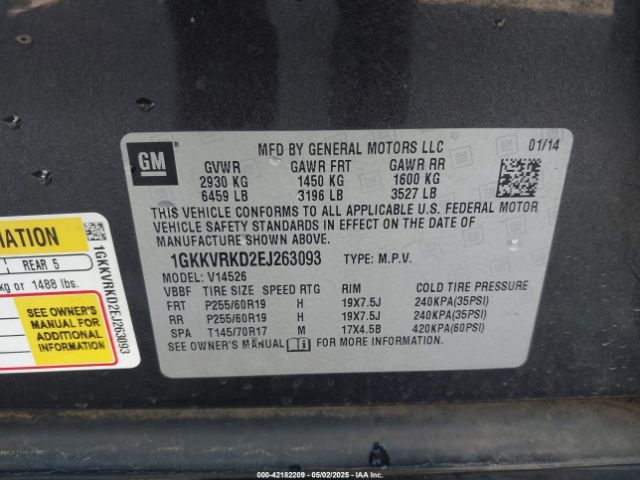 MFD BY GENERAL MOTORS LLC
01/14
GM
GVWR GAWR FRT GAWR RR
2930 KG 1450 KG 1600 KG
6459 LB 3196 LB 3527 LB
THIS VEHICLE CONFORMS TO ALL APPLICABLE U.S. FEDERAL MOTOR
VEHICLE SAFETY STANDARDS IN EFFECT ON THE DATE OF
MANUFACTURE SHOWN ABOVE.
1GKKVRKD2EJ263093 TYPE: M.P.V.
MODEL: V14526
VBBF TIRE SIZE SPEED RTG RIM COLD TIRE PRESSURE
FRT P255/60R19 H 19X7.5J 240KPA(35PSI)
RR P255/60R19 H 19X7.5J 240KPA(35PSI)
SPA T145/70R17 M 17X4.5B 420KPA(60PSI)
SEE OWNER'S MANUAL FOR MORE INFORMATION.
MATION
REAR 5
kg or 1488 lbs.
SEE OWNER'S
MANUAL FOR
ADDITIONAL
INFORMATION
1GKKVRKD2EJ263093
000-42182209 - 05/02/2025 - IAAI.com